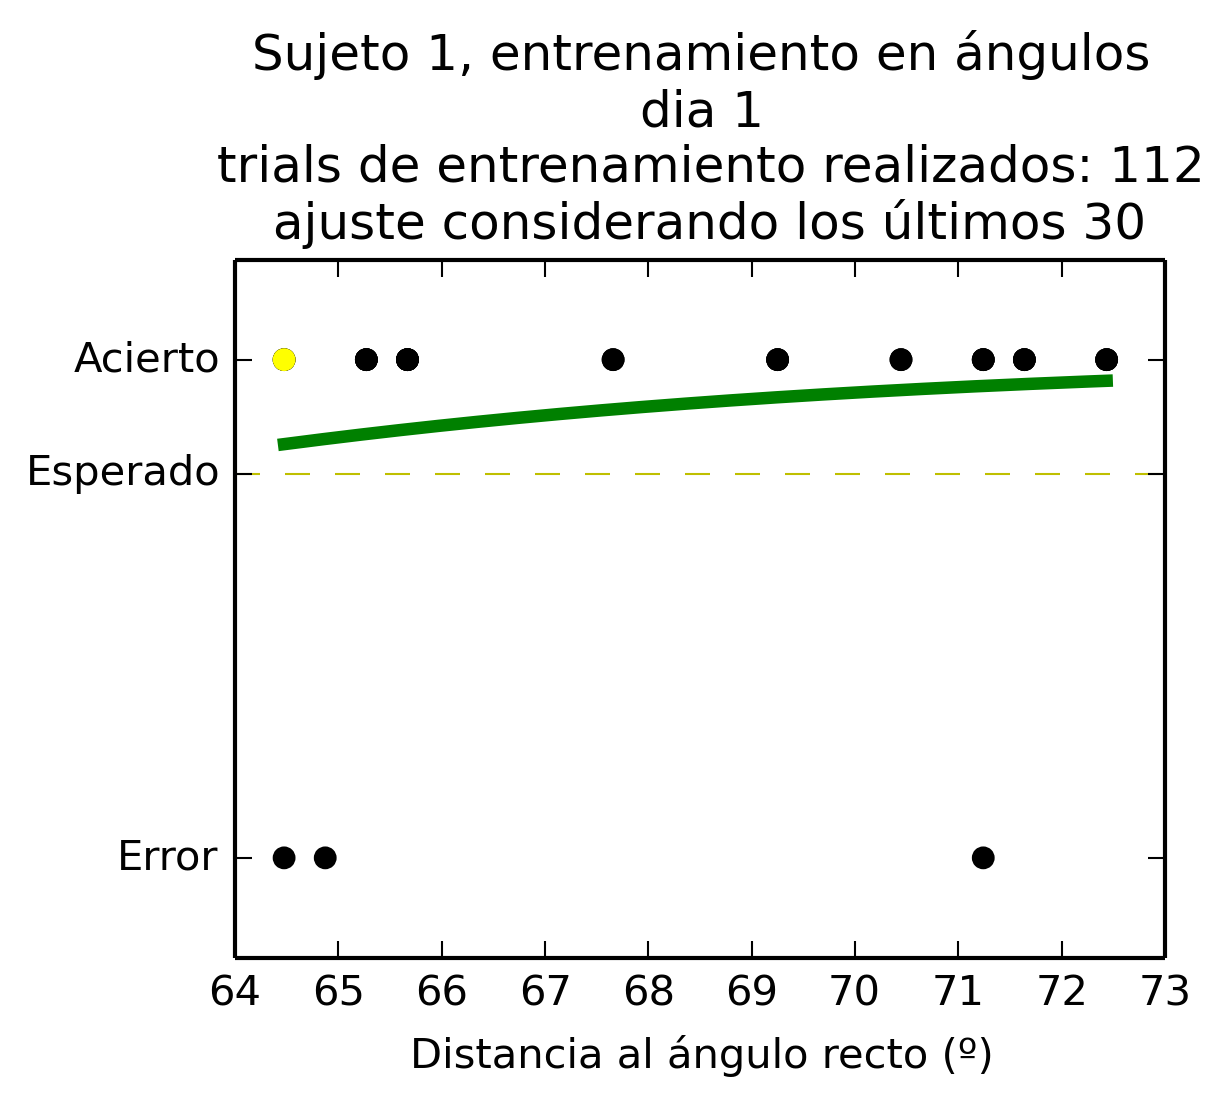 Sujeto 1, entrenamiento en ángulos
dia 1
trials de entrenamiento realizados: 112
ajuste considerando los últimos 30
Acierto
Esperado
Error
64 65 66 67 68 69 70 71 72 73
Distancia al ángulo recto (º)